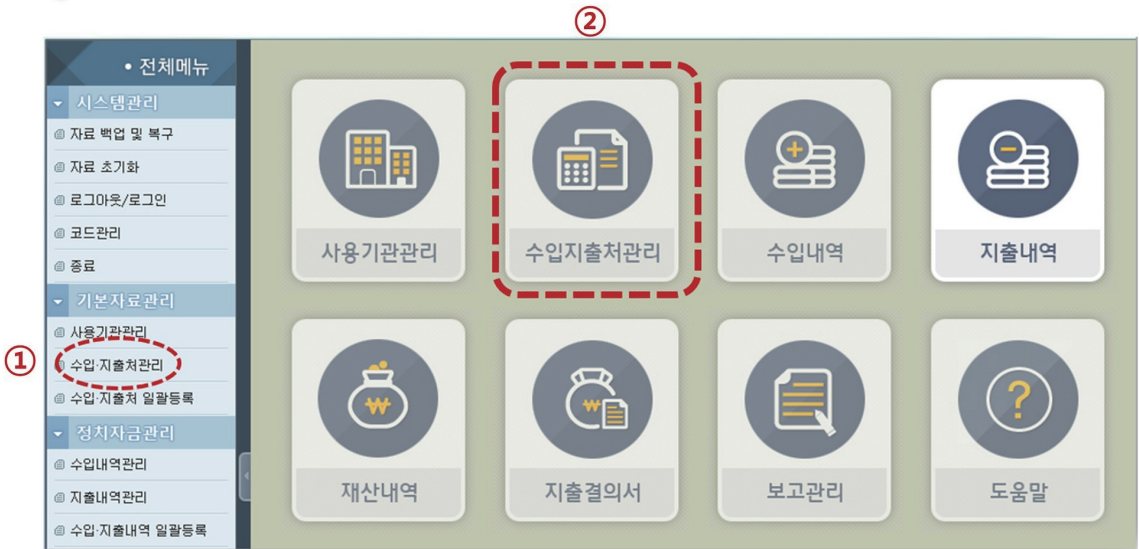 ②
• 전체메뉴
시스템관리
자료 백업 및 복구
자료 초기화
로그아웃/로그인
코드관리
종료
기본자료관리
사용기관관리
①
수입·지출처관리
수입·지출처 일괄등록
정치자금관리
수입내역관리
지출내역관리
수입·지출내역 일괄등록
사용기관관리
수입지출처관리
수입내역
지출내역
재산내역
지출결의서
보고관리
도움말